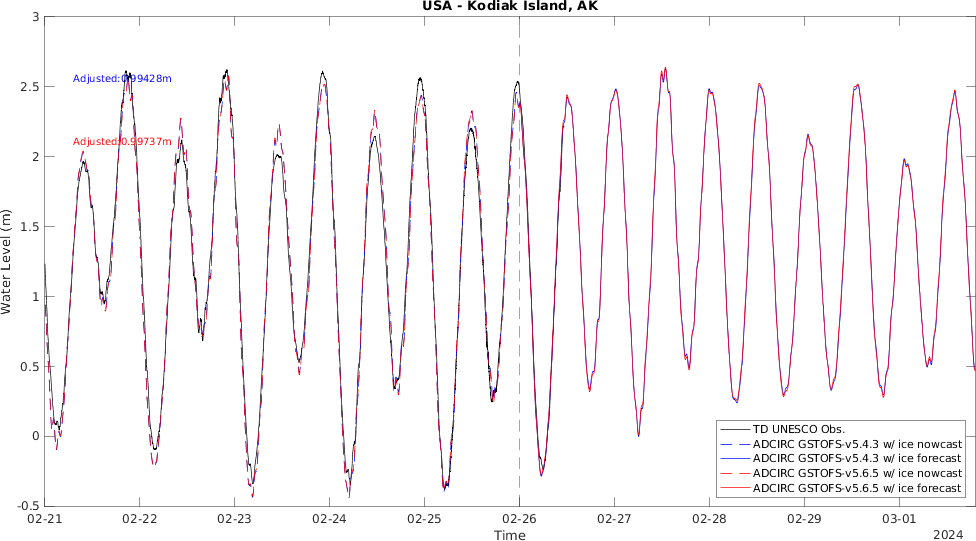 USA - Kodiak Island, AK
3
2.5
2
1.5
1
0.5
0
-0.5
Water Level (m)
Adjusted:0.99428m
Adjusted:0.99737m
TD UNESCO Obs.
ADCIRC GSTOFS-v5.4.3 w/ ice nowcast
ADCIRC GSTOFS-v5.4.3 w/ ice forecast
ADCIRC GSTOFS-v5.6.5 w/ ice nowcast
ADCIRC GSTOFS-v5.6.5 w/ ice forecast
02-21 02-22 02-23 02-24 02-25 02-26 02-27 02-28 02-29 03-01
Time
2024